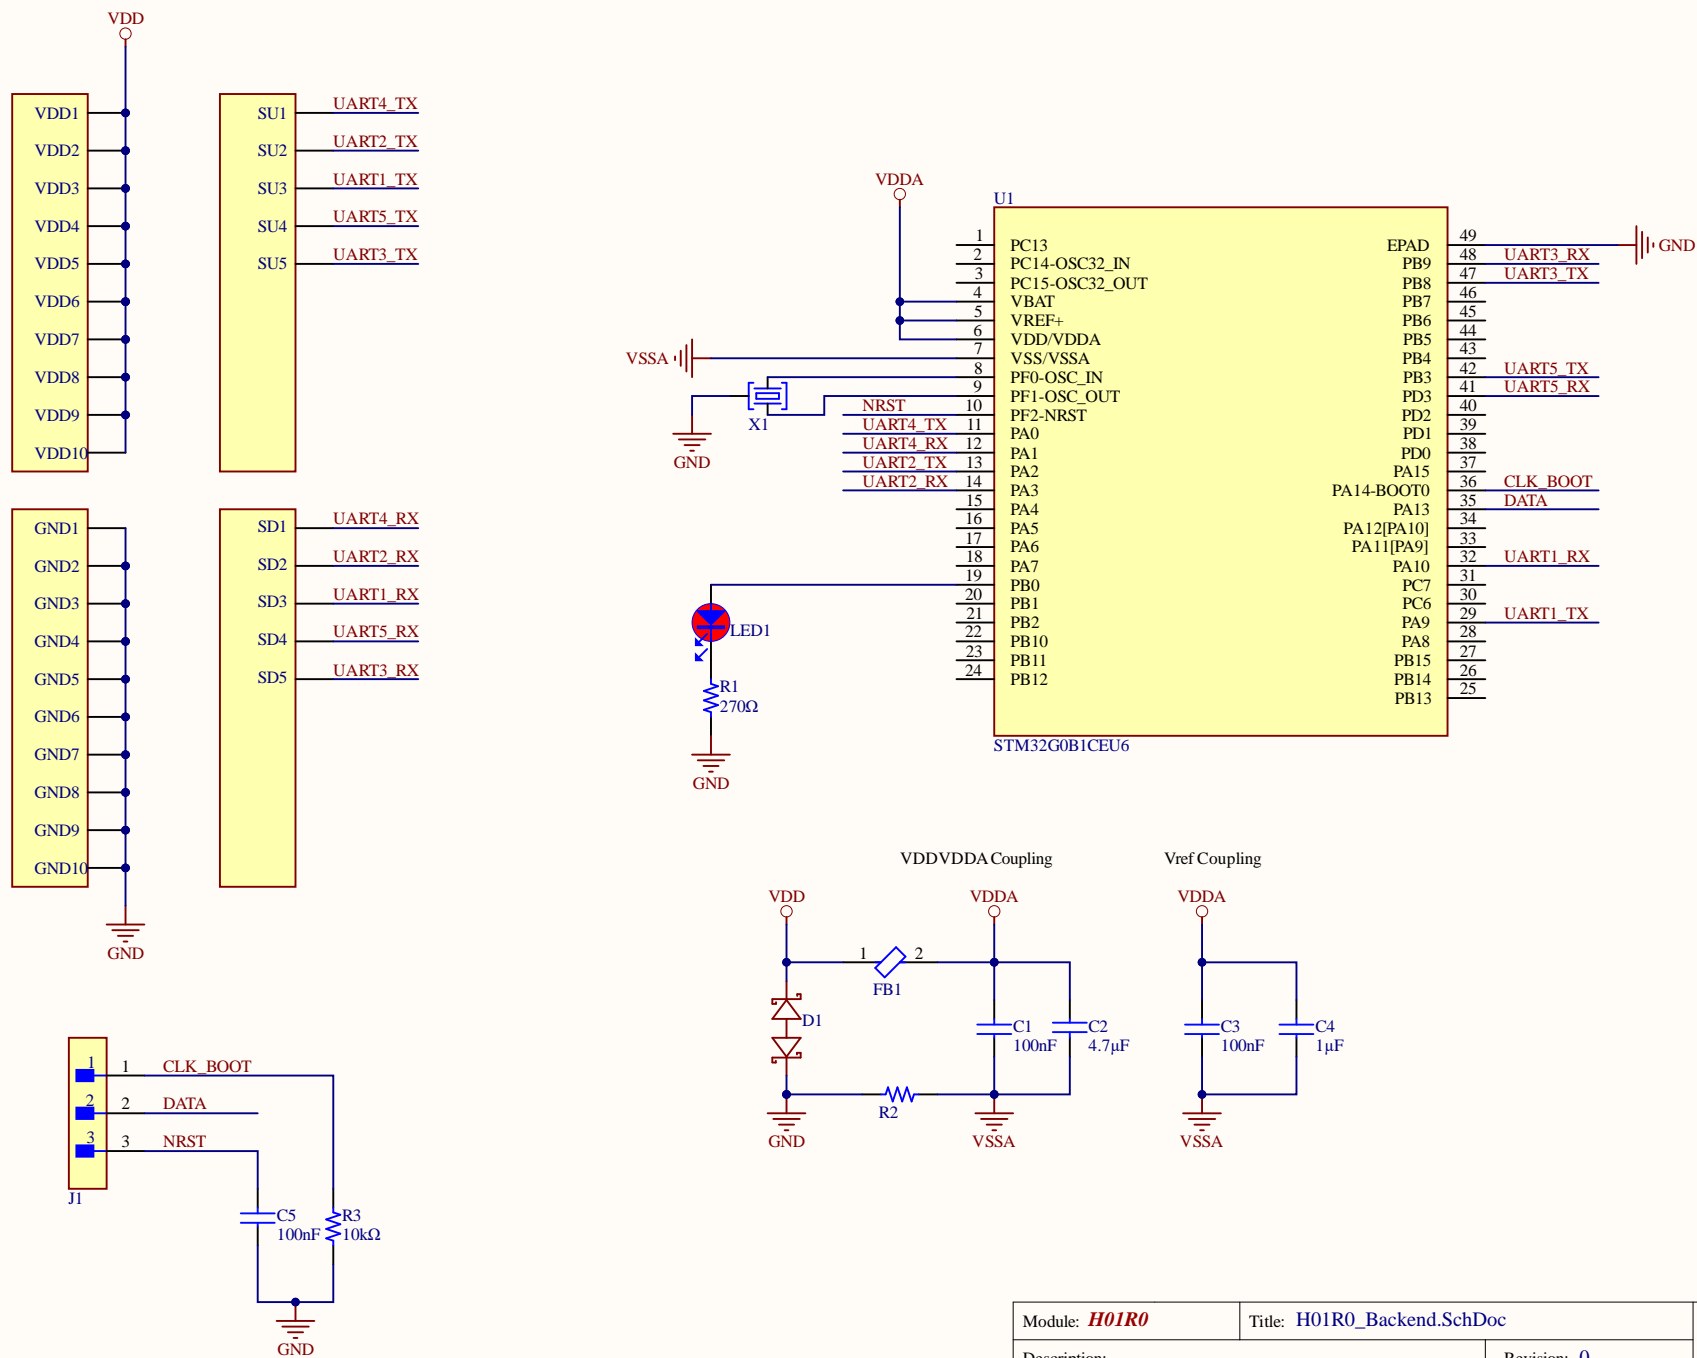 VDD
VDD1
VDD2
VDD3
VDD4
VDD5
VDD6
VDD7
VDD8
VDD9
VDD10
SU1 UART4_TX
SU2 UART2_TX
SU3 UART1_TX
SU4 UART5_TX
SU5 UART3_TX
GND1
GND2
GND3
GND4
GND5
GND6
GND7
GND8
GND9
GND10
GND
SD1 UART4_RX
SD2 UART2_RX
SD3 UART1_RX
SD4 UART5_RX
SD5 UART3_RX
1 1 CLK_BOOT
2 2 DATA
3 3 NRST
J1
C5
100nF
R3
10kΩ
GND
VDDA
U1
1 PC13
2 PC14-OSC32_IN
3 PC15-OSC32_OUT
4 VBAT
5 VREF+
6 VDD/VDDA
VSSA 7 VSS/VSSA
8 PF0-OSC_IN
9 PF1-OSC_OUT
NRST 10 PF2-NRST
UART4_TX 11 PA0
UART4_RX 12 PA1
UART2_TX 13 PA2
UART2_RX 14 PA3
15 PA4
16 PA5
17 PA6
18 PA7
19 PB0
20 PB1
21 PB2
22 PB10
23 PB11
24 PB12
X1
GND
LED1
R1
270Ω
GND
EPAD 49 GND
PB9 48 UART3_RX
PB8 47 UART3_TX
PB7 46
PB6 45
PB5 44
PB4 43
PB3 42 UART5_TX
PD3 41 UART5_RX
PD2 40
PD1 39
PD0 38
PA15 37
PA14-BOOT0 36 CLK_BOOT
PA13 35 DATA
PA12[PA10] 34
PA11[PA9] 33
PA10 32 UART1_RX
PC7 31
PC6 30
PA9 29 UART1_TX
PA8 28
PB15 27
PB14 26
PB13 25
STM32G0B1CEU6
VDDVDDA Coupling
VDD
VDDA
1 2
FB1
D1
C1
100nF
C2
4.7µF
R2
GND
VSSA
Vref Coupling
VDDA
C3
100nF
C4
1µF
VSSA
Module: H01R0
Title: H01R0_Backend.SchDoc
Description:
Revision: 0